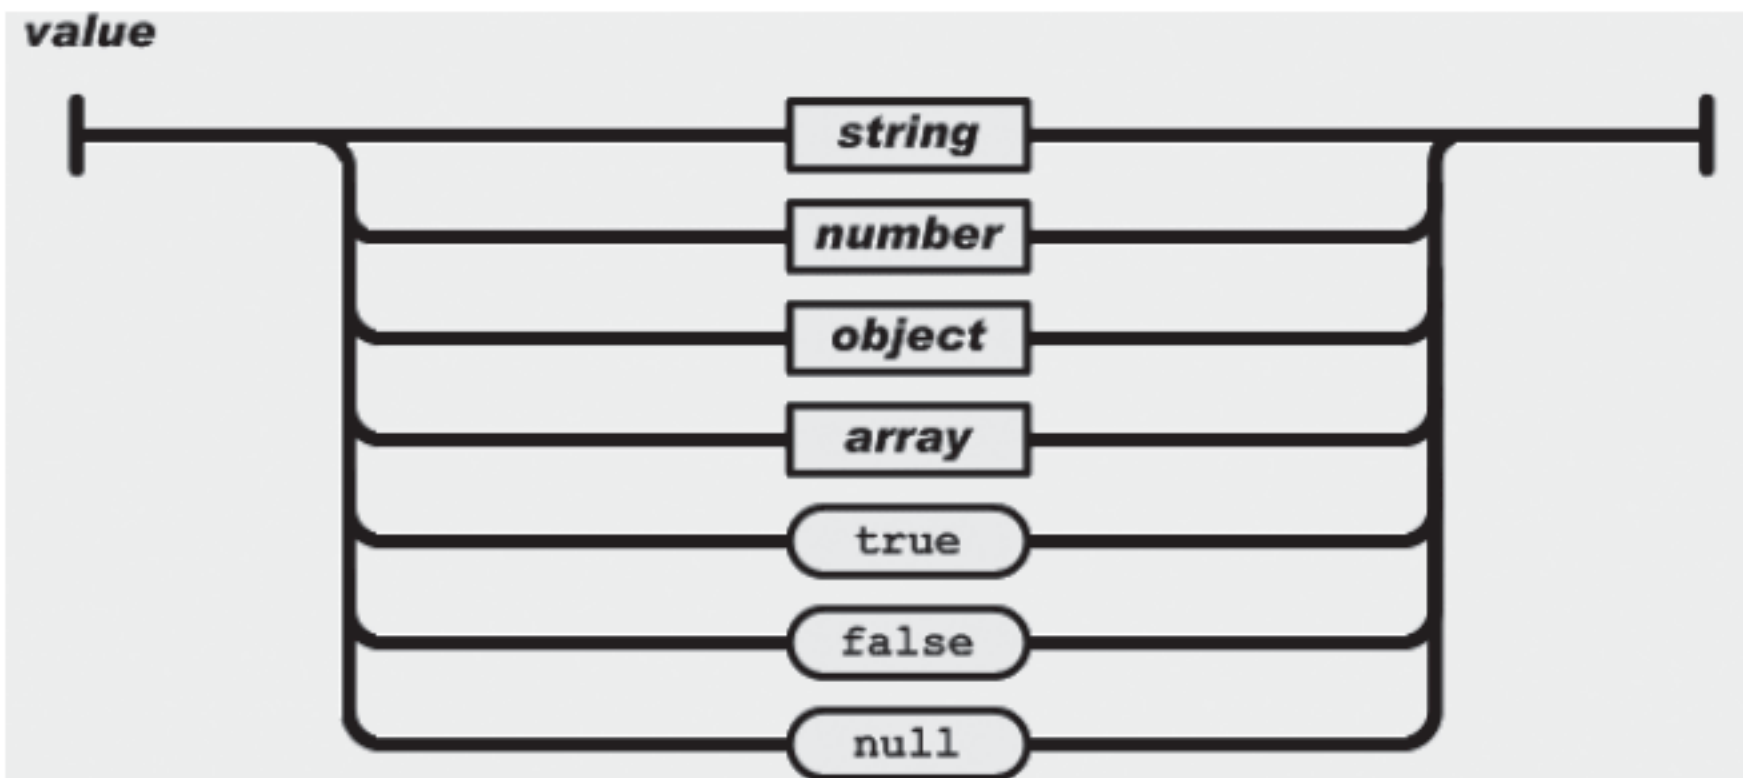 value
string
number
object
array
true
false
null